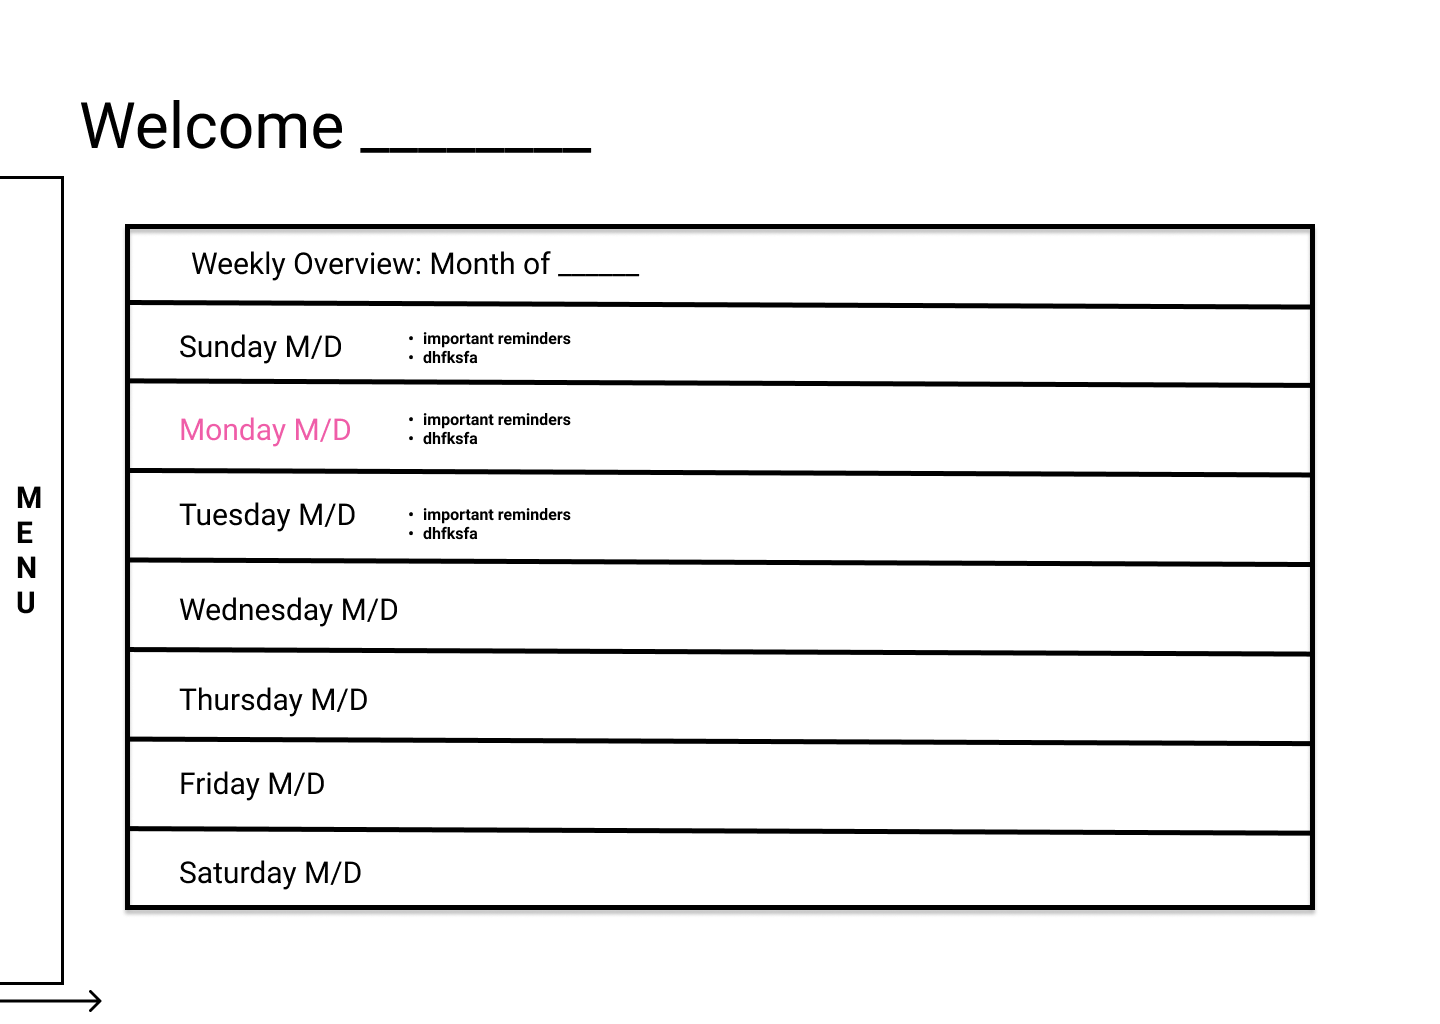 Welcome ________
Weekly Overview: Month of ______
Sunday M/D
• important reminders
• dhfksfa
Monday M/D
• important reminders
• dhfksfa
Tuesday M/D
• important reminders
• dhfksfa
Wednesday M/D
Thursday M/D
Friday M/D
Saturday M/D
M
E
N
U